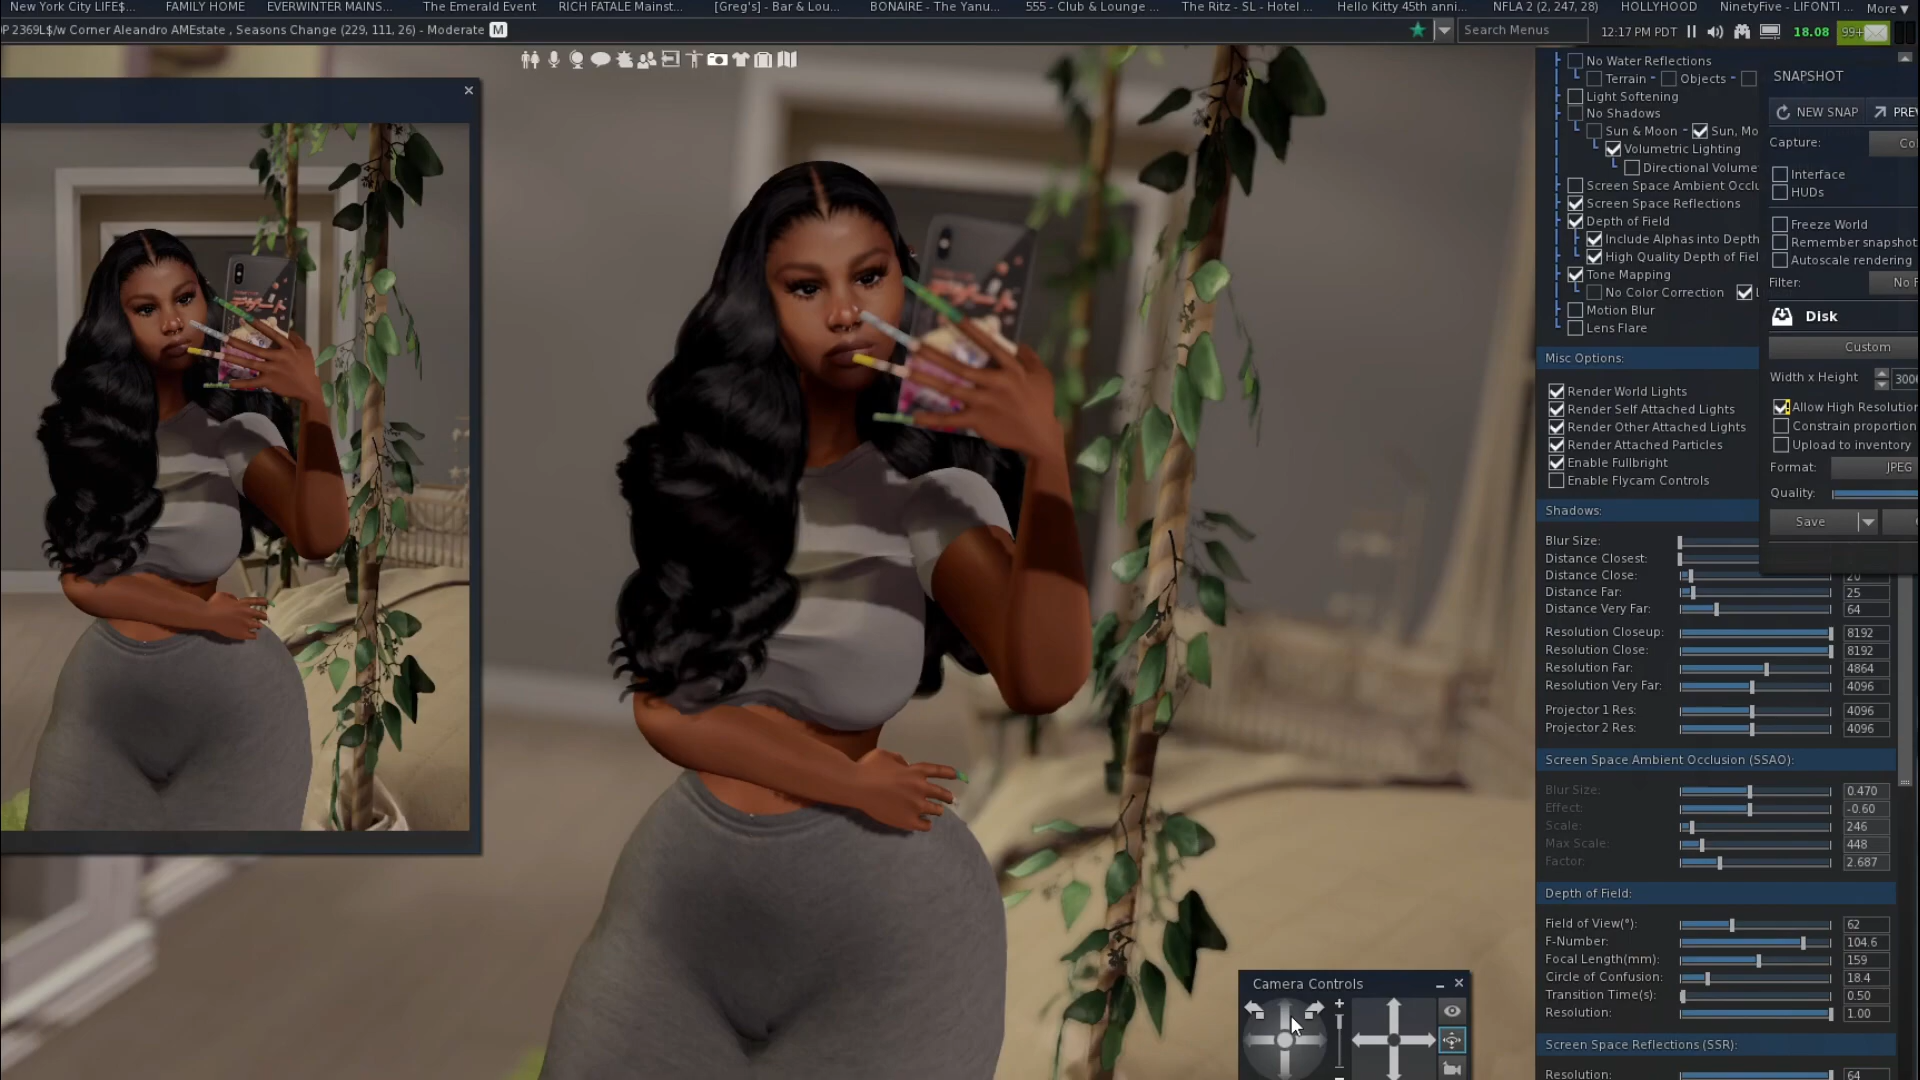 New York City LIFE$... FAMILY HOME EVERWINTER MAINS... The Emerald Event RICH FATALE Mainst... [Greg's] - Bar & Lou... BONAIRE - The Yanu... 555 - Club & Lounge ... The Ritz - SL - Hotel ... Hello Kitty 45th anni... NFLA 2 (2, 247, 28) HOLLYHOOD NinetyFive - LIFONTI ... More ▼
2369L$/w Corner Aleandro AMEstate , Seasons Change (229, 111, 26) - Moderate M
Search Menus
12:17 PM PDT
18.08
99+
No Water Reflections
Terrain - Objects -
Light Softening
No Shadows
Sun & Moon - Sun, Mo
Volumetric Lighting
Directional Volume
Screen Space Ambient Occlu
Screen Space Reflections
Depth of Field
Include Alphas into Depth
High Quality Depth of Fiel
Tone Mapping
No Color Correction
Motion Blur
Lens Flare
Misc Options:
Render World Lights
Render Self Attached Lights
Render Other Attached Lights
Render Attached Particles
Enable Fullbright
Enable Flycam Controls
Shadows:
Blur Size:
Distance Closest:
Distance Close: 20
Distance Far: 25
Distance Very Far: 64
Resolution Closeup: 8192
Resolution Close: 8192
Resolution Far: 4864
Resolution Very Far: 4096
Projector 1 Res: 4096
Projector 2 Res: 4096
Screen Space Ambient Occlusion (SSAO):
Blur Size: 0.470
Effect: -0.60
Scale: 246
Max Scale: 448
Factor: 2.687
Depth of Field:
Field of View(°): 62
F-Number: 104.6
Focal Length(mm): 159
Circle of Confusion: 18.4
Transition Time(s): 0.50
Resolution: 1.00
Screen Space Reflections (SSR):
Resolution: 64
SNAPSHOT
NEW SNAP PREV
Capture: Co
Interface
HUDs
Freeze World
Remember snapshot
Autoscale rendering
Filter: No F
Disk
Custom
Width x Height 300
Allow High Resolution
Constrain proportion
Upload to inventory
Format: JPEG
Quality:
Save
Camera Controls